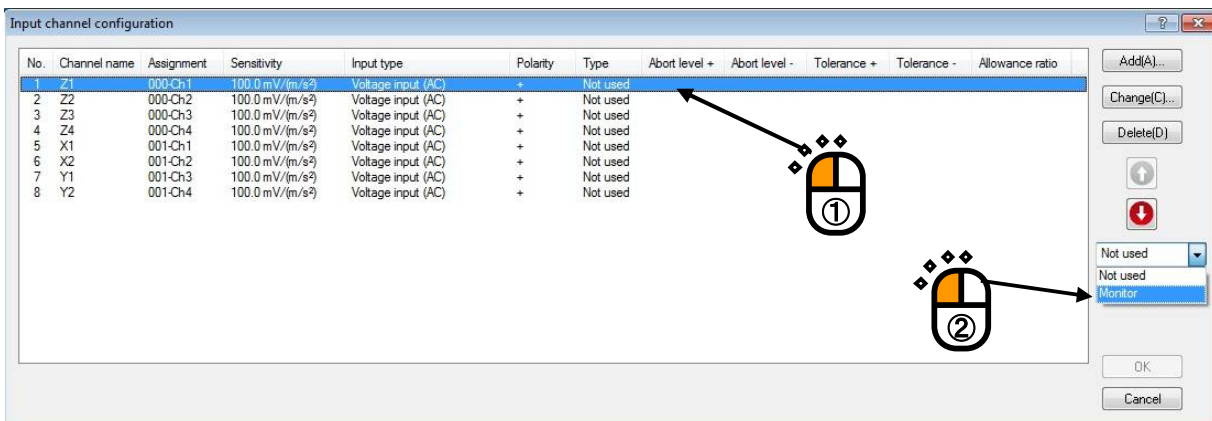 Input channel configuration
No. Channel name Assignment Sensitivity Input type Polarity Type Abort level + Abort level - Tolerance + Tolerance - Allowance ratio
1 Z1 000-Ch1 100.0 mV/(m/s²) Voltage input (AC) + Not used
2 Z2 000-Ch2 100.0 mV/(m/s²) Voltage input (AC) + Not used
3 Z3 000-Ch3 100.0 mV/(m/s²) Voltage input (AC) + Not used
4 Z4 000-Ch4 100.0 mV/(m/s²) Voltage input (AC) + Not used
5 X1 001-Ch1 100.0 mV/(m/s²) Voltage input (AC) + Not used
6 X2 001-Ch2 100.0 mV/(m/s²) Voltage input (AC) + Not used
7 Y1 001-Ch3 100.0 mV/(m/s²) Voltage input (AC) + Not used
8 Y2 001-Ch4 100.0 mV/(m/s²) Voltage input (AC) + Not used
Add(A)...
Change(C)...
Delete(D)
①
Not used
Not used
Monitor
②
OK
Cancel